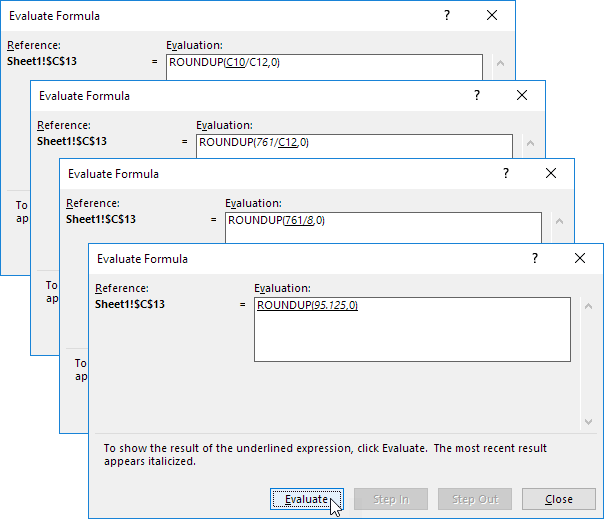 Evaluate Formula ?
Reference: Evaluation:
Sheet1!$C$13 = ROUNDUP(C10/C12,0)
To
ap
Evaluate Formula ?
Reference: Evaluation:
Sheet1!$C$13 = ROUNDUP(761/C12,0)
To
ap
Evaluate Formula ?
Reference: Evaluation:
Sheet1!$C$13 = ROUNDUP(761/8,0)
To
ap
Evaluate Formula ?
Reference: Evaluation:
Sheet1!$C$13 = ROUNDUP(95.125,0)
To show the result of the underlined expression, click Evaluate.  The most recent result
appears italicized.
Evaluate Step In Step Out Close